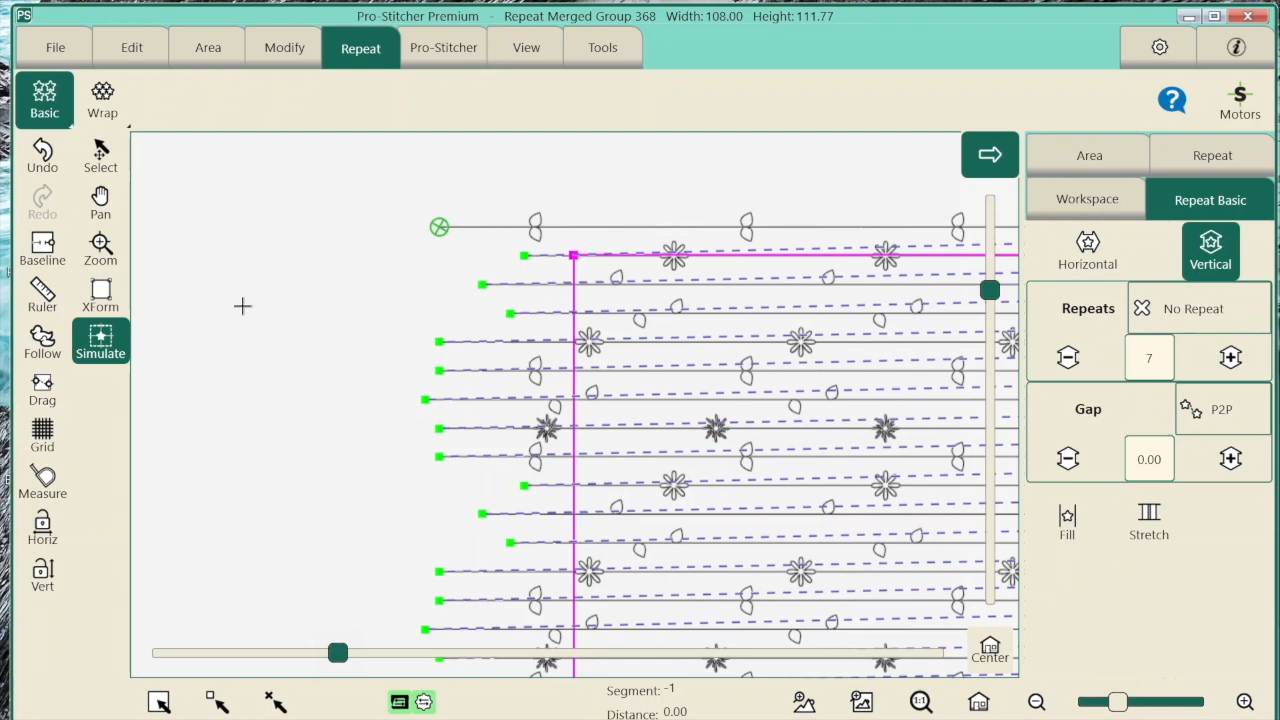 PS
Pro-Stitcher Premium - Repeat Merged Group 368 Width:108.00 Height:111.77
File Edit Area Modify Repeat Pro-Stitcher View Tools
Basic Wrap
Motors
Undo Select
Redo Pan
Baseline Zoom
Ruler XForm
Follow Simulate
Drag
Grid
Measure
Horiz
Vert
Area Repeat
Workspace Repeat Basic
Horizontal Vertical
Repeats No Repeat
7
Gap P2P
0.00
Fill Stretch
Center
1:1
Segment: -1
Distance: 0.00